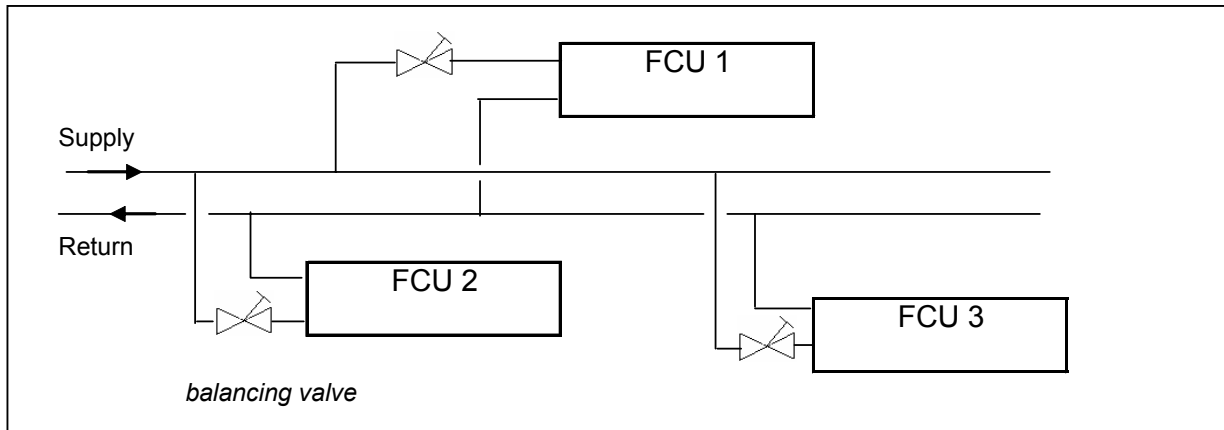 FCU 1
Supply
Return
FCU 2
FCU 3
balancing valve